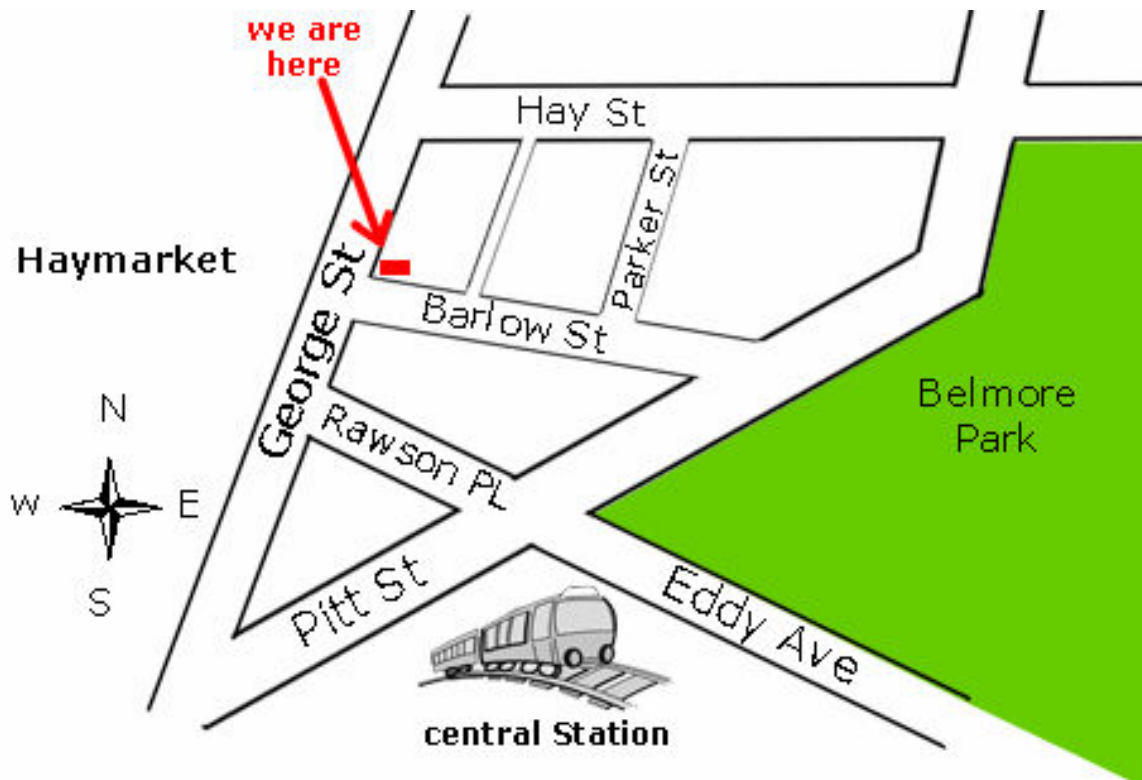 we are
here
Hay St
Parker St
Haymarket
George St
Barlow St
Belmore
Park
N
W
E
S
Rawson PL
Pitt St
Eddy Ave
central Station